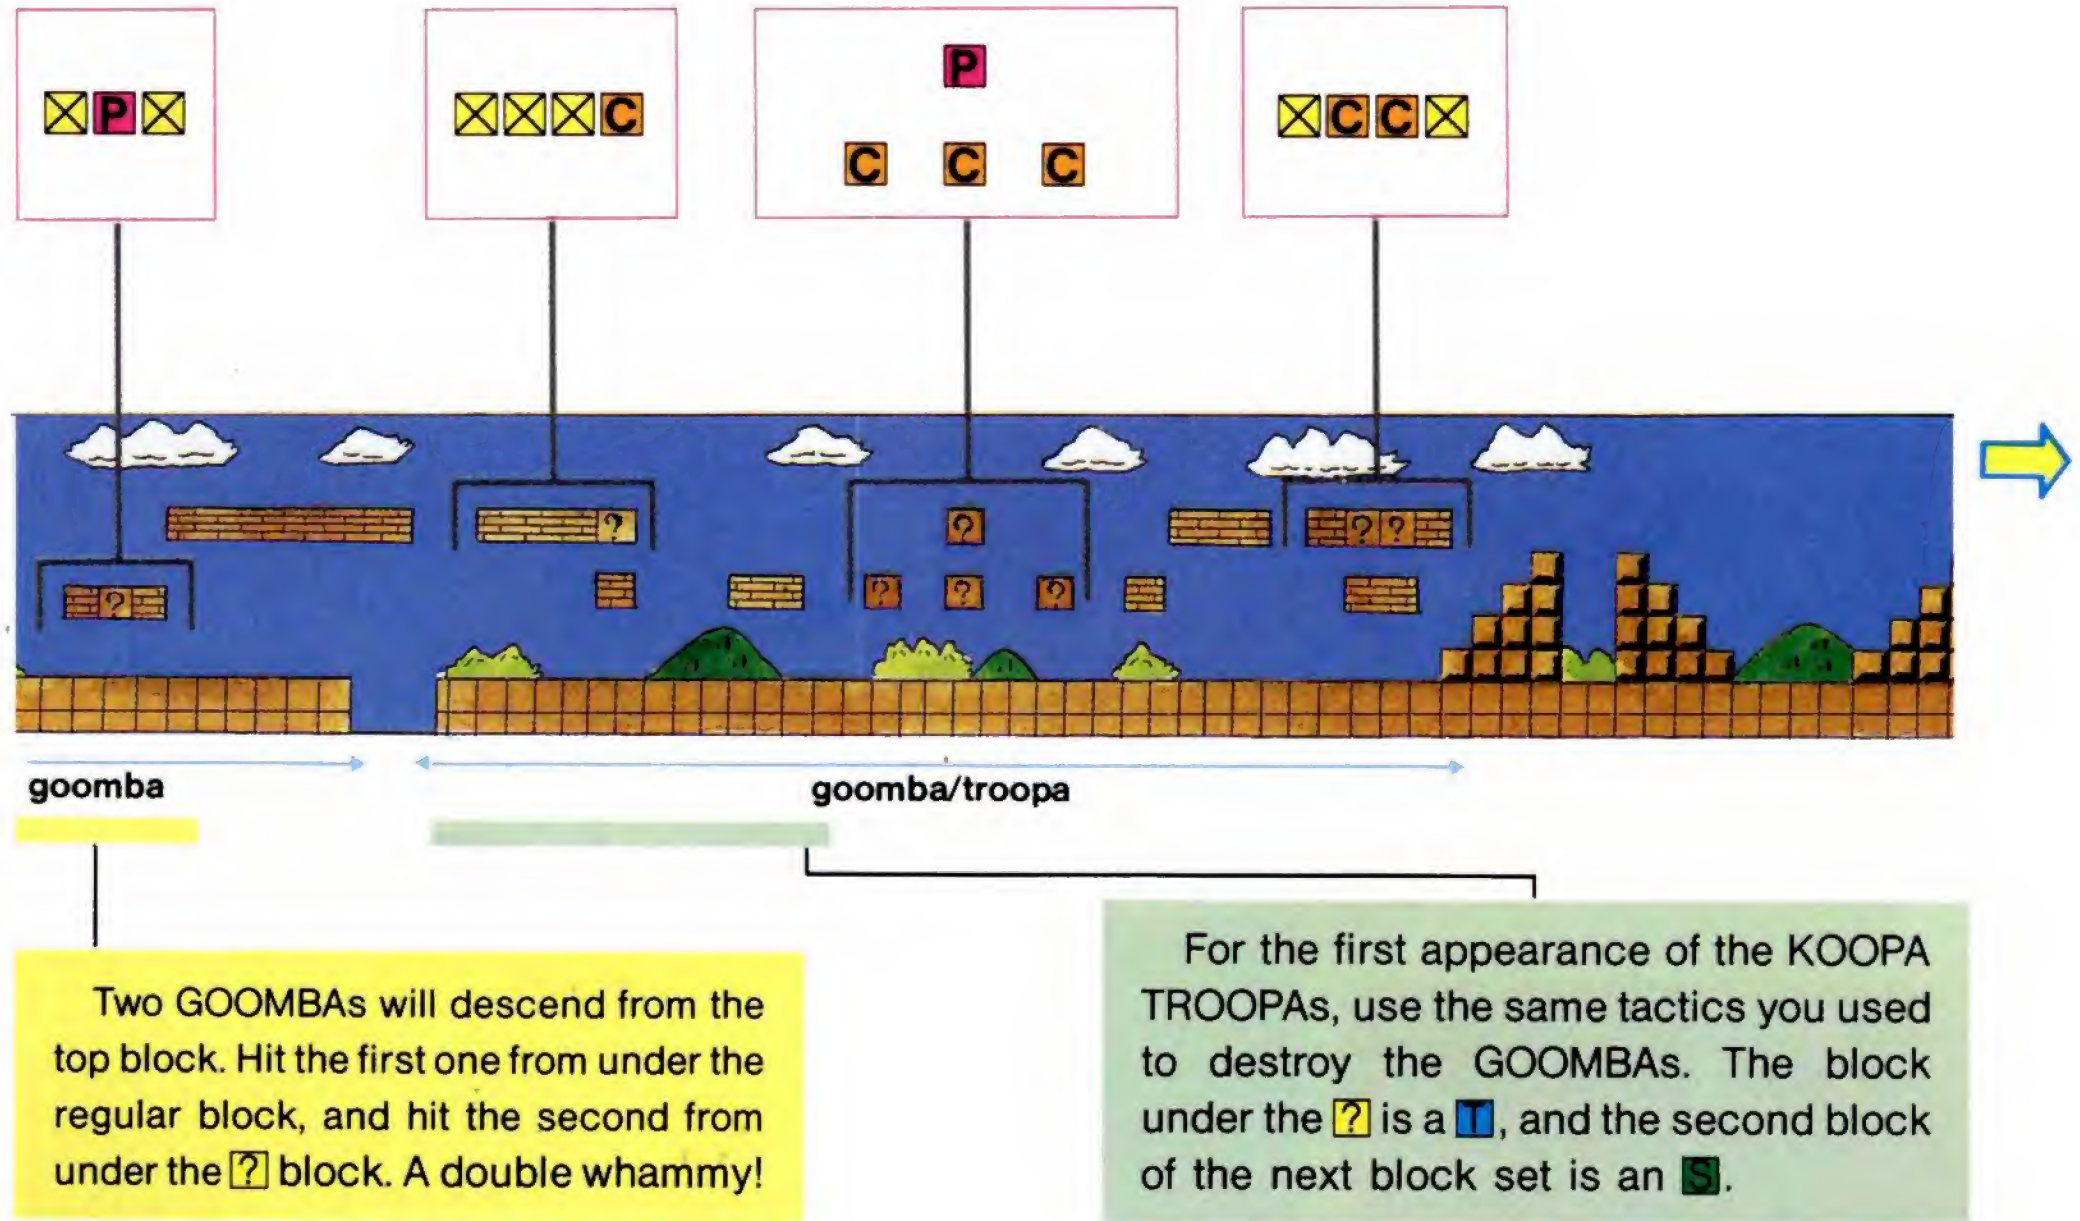 P
C
P
C C C
C C
?
?
? ?
?
? ? ?
goomba
goomba/troopa
Two GOOMBAs will descend from the
top block. Hit the first one from under the
regular block, and hit the second from
under the ? block. A double whammy!
For the first appearance of the KOOPA
TROOPAs, use the same tactics you used
to destroy the GOOMBAs. The block
under the ? is a T, and the second block
of the next block set is an S.